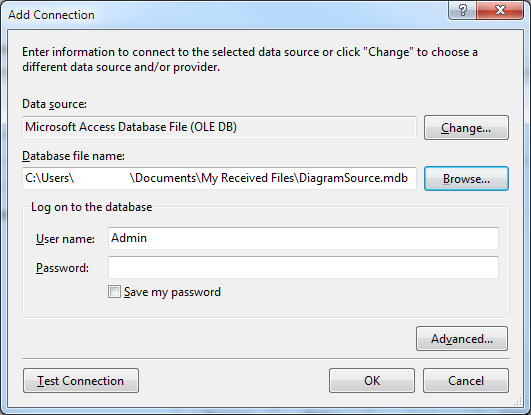 Add Connection
Enter information to connect to the selected data source or click "Change" to choose a
different data source and/or provider.
Data source:
Microsoft Access Database File (OLE DB)
Change...
Database file name:
C:\Users\ \Documents\My Received Files\DiagramSource.mdb
Browse...
Log on to the database
User name:
Admin
Password:
Save my password
Advanced...
Test Connection
OK
Cancel